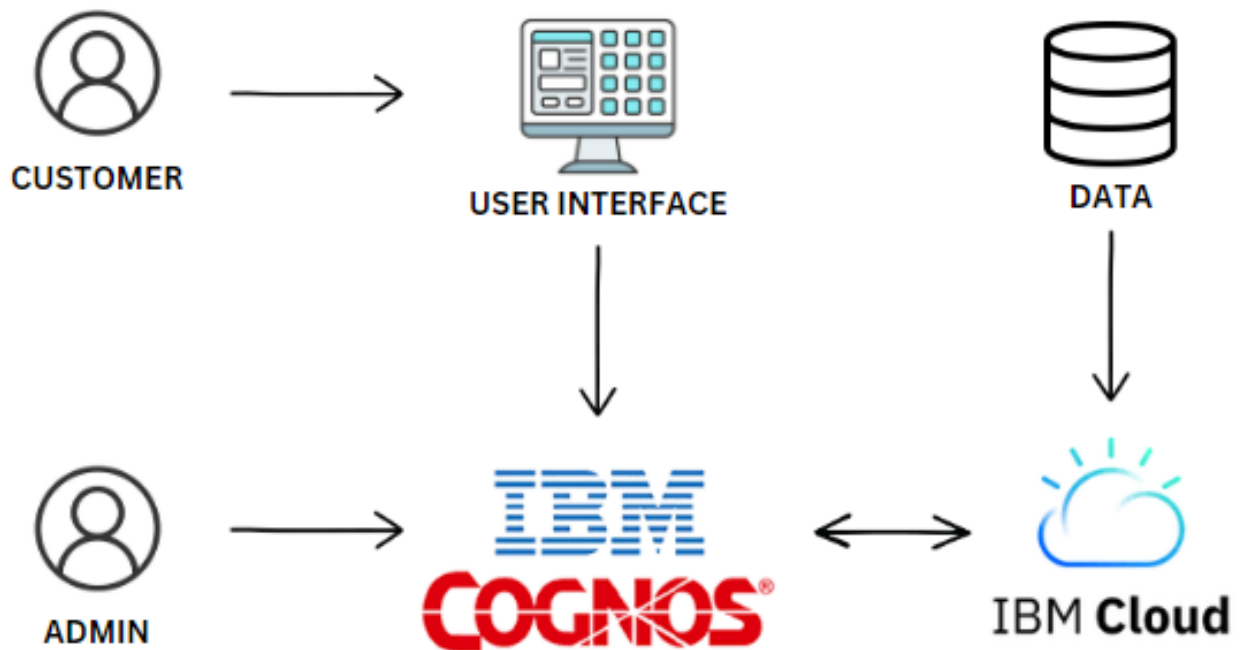 CUSTOMER
USER INTERFACE
DATA
ADMIN
IBM
COGNOS®
IBM Cloud